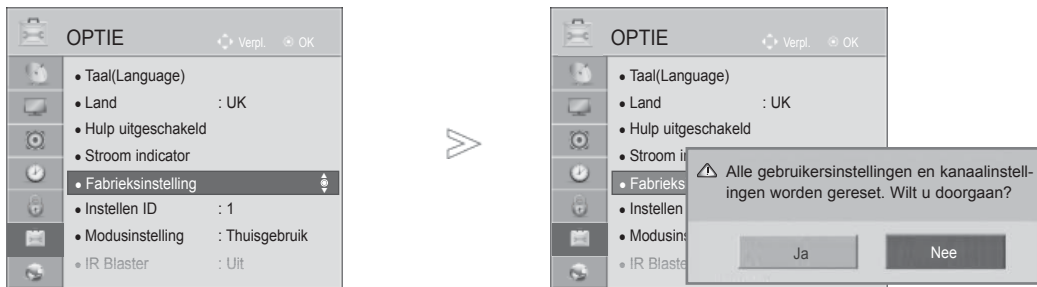 OPTIE Verpl. OK
• Taal(Language)
• Land : UK
• Hulp uitgeschakeld
• Stroom indicator
• Fabrieksinstelling
• Instellen ID : 1
• Modusinstelling : Thuisgebruik
• IR Blaster : Uit
OPTIE Verpl. OK
• Taal(Language)
• Land : UK
• Hulp uitgeschakeld
• Stroom i
• Fabrieks
• Instellen
• Modusins
• IR Blaste
Alle gebruikersinstellingen en kanaalinstell-
ingen worden gereset. Wilt u doorgaan?
Ja Nee